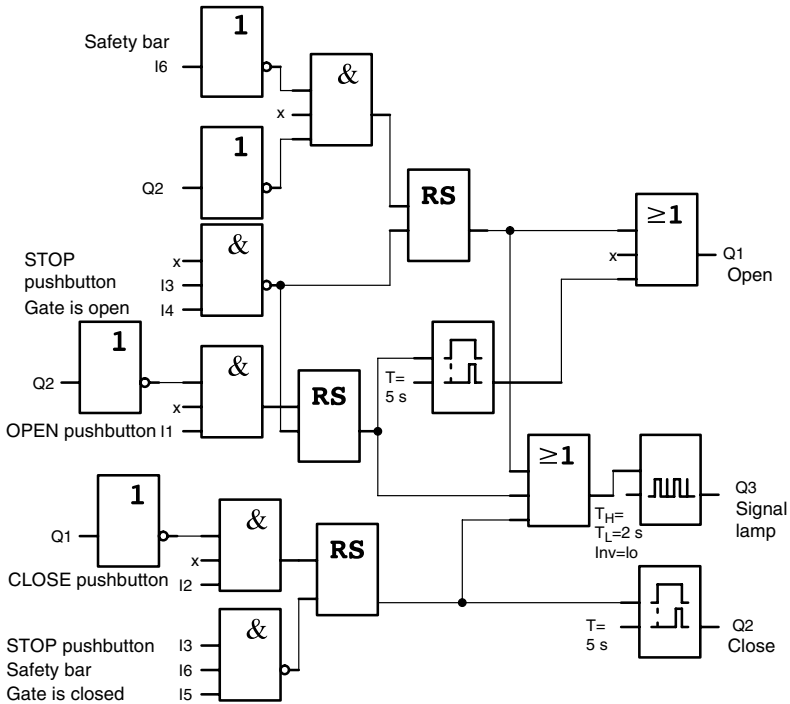 1
Safety bar
I6
&
x
1
Q2
RS
≥1
x
Q1
Open
&
STOP
pushbutton
Gate is open
x
I3
I4
1
Q2
&
x
OPEN pushbutton I1
RS
T=
5 s
≥1
Q3
Signal
lamp
TH=
TL=2 s
Inv=lo
1
Q1
&
x
CLOSE pushbutton
I2
RS
&
STOP pushbutton I3
Safety bar I6
Gate is closed I5
T=
5 s
Q2
Close